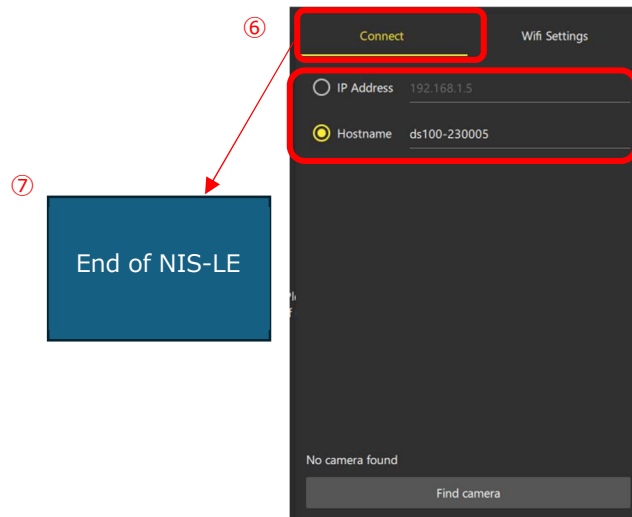 ⑥
Connect
Wifi Settings
IP Address 192.168.1.5
Hostname ds100-230005
⑦
End of NIS-LE
No camera found
Find camera